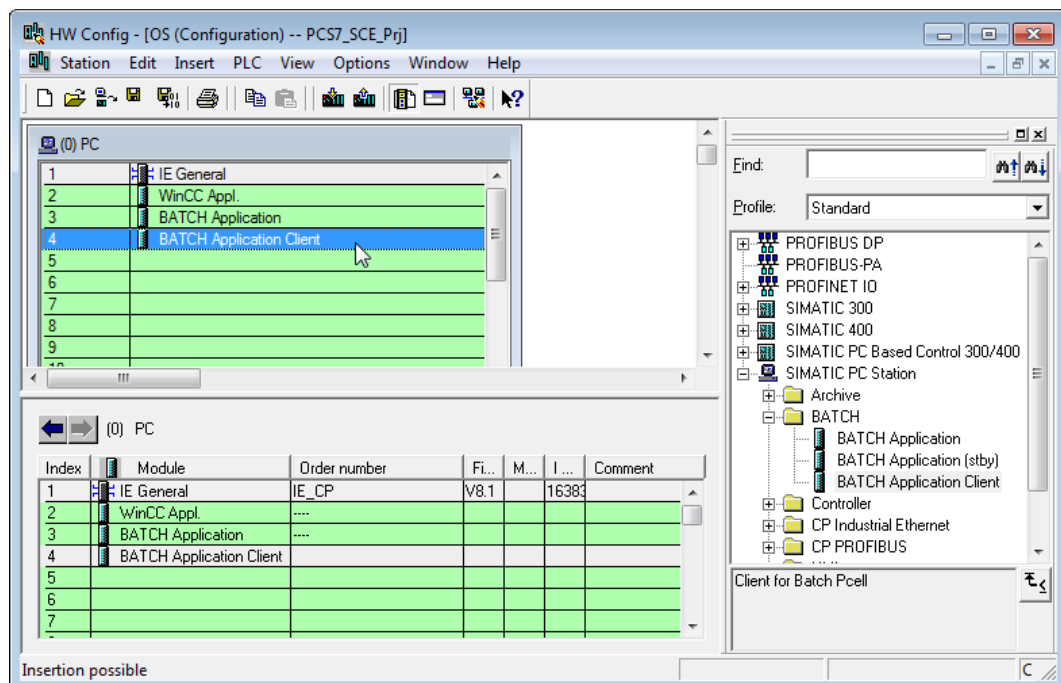 HW Config - [OS (Configuration) -- PCS7_SCE_Prj]
Station Edit Insert PLC View Options Window Help
(0) PC
1 IE General
2 WinCC Appl.
3 BATCH Application
4 BATCH Application Client
5
6
7
8
9
10
Find:
Profile: Standard
PROFIBUS DP
PROFIBUS-PA
PROFINET IO
SIMATIC 300
SIMATIC 400
SIMATIC PC Based Control 300/400
SIMATIC PC Station
Archive
BATCH
BATCH Application
BATCH Application (stby)
BATCH Application Client
Controller
CP Industrial Ethernet
CP PROFIBUS
Client for Batch Pcell
(0) PC
Index Module Order number Fi... M... I ... Comment
1 IE General IE_CP V8.1 16383
2 WinCC Appl. ----
3 BATCH Application ----
4 BATCH Application Client
5
6
7
Insertion possible
C